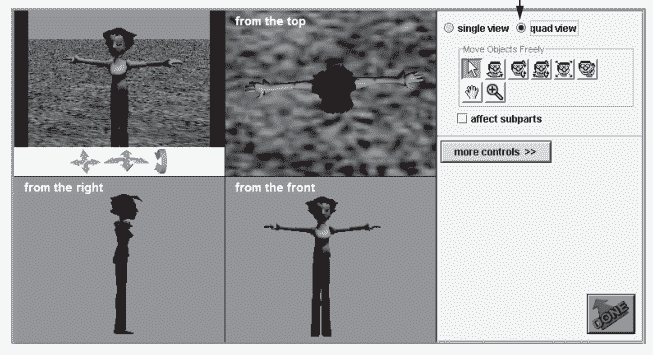 from the top
single view
quad view
Move Objects Freely
affect subparts
more controls >>
from the right
from the front
DONE